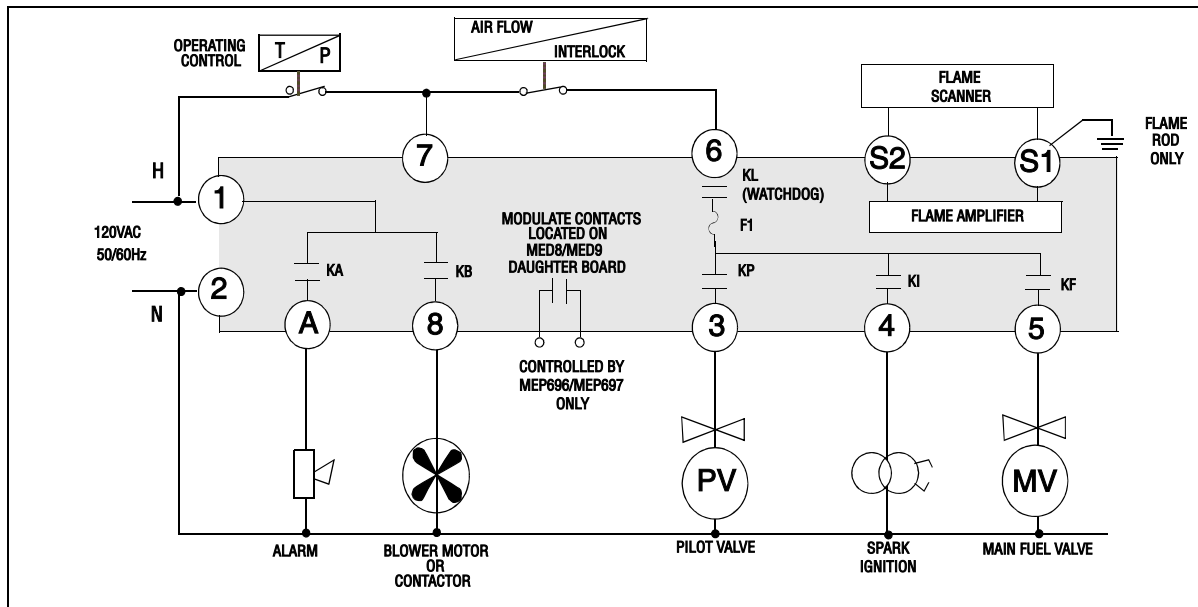 OPERATING
CONTROL
T
P
AIR FLOW
INTERLOCK
FLAME
SCANNER
FLAME
ROD
ONLY
7
6
S2
S1
H
1
KL
(WATCHDOG)
F1
FLAME AMPLIFIER
120VAC
50/60Hz
MODULATE CONTACTS
LOCATED ON
MED8/MED9
DAUGHTER BOARD
KA
KB
KP
KI
KF
2
N
A
8
3
4
5
CONTROLLED BY
MEP696/MEP697
ONLY
PV
MV
ALARM
BLOWER MOTOR
OR
CONTACTOR
PILOT VALVE
SPARK
IGNITION
MAIN FUEL VALVE